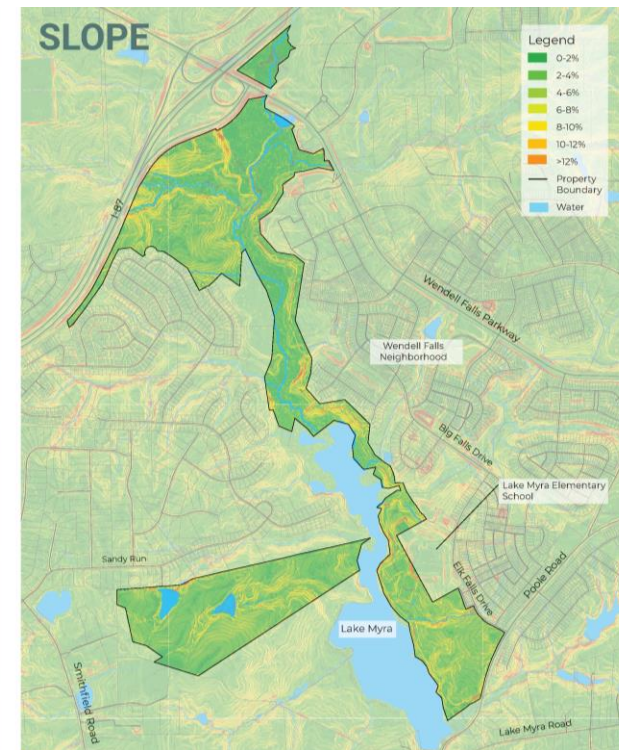 SLOPE
Legend
0-2%
2-4%
4-6%
6-8%
8-10%
10-12%
>12%
Property
Boundary
Water
I-87
Wendell Falls Parkway
Wendell Falls
Neighborhood
Big Falls Drive
Lake Myra Elementary
School
Sandy Run
Elk Falls Drive
Poole Road
Lake Myra
Smithfield Road
Lake Myra Road